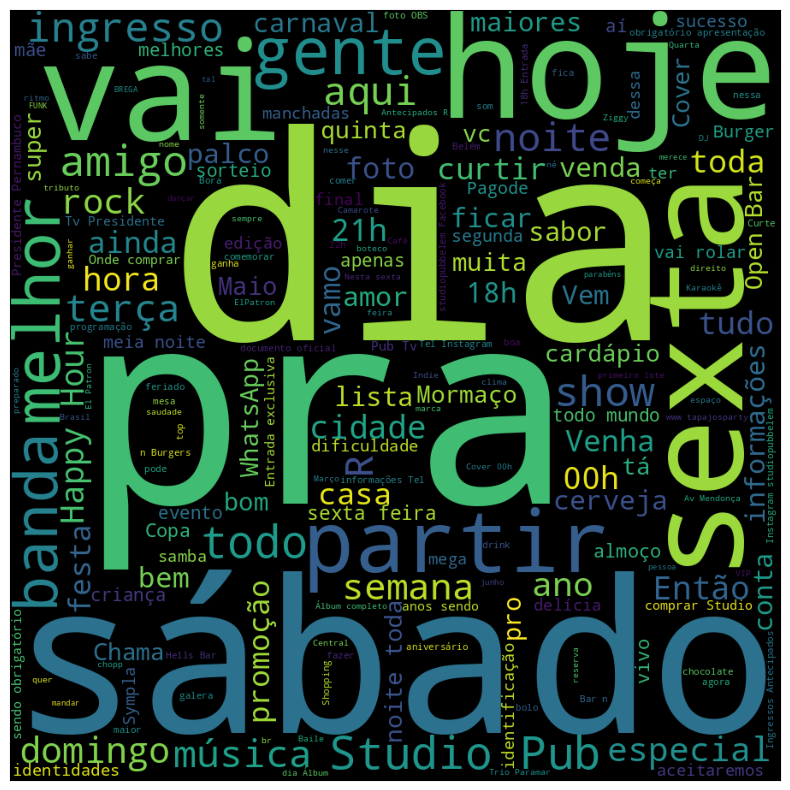 foto OBS
ingresso
carnaval
maiores
aí
sucesso
obrigatório apresentação
mãe
melhores
sabe
vai
gente
hoje
Quarta
tal
aqui
som
18h Entrada
fica
dessa
Cover
nessa
FUNK
ritmo
BREGA
somente
manchadas
Antecipados R
Ziggy
DJ
Burger
super
nome
nesse
quinta
vc
noite
Belém
Presidente Pernambuco
amigo
palco
foto
curtir
venda
ter
toda
né
merece
começa
tributo
sorteio
bora
comer
dia
final
Pagode
dançar
rock
Camarote
ficar
sexta
Curte
Open Bar
Tv Presidente
sempre
21h
segunda
sabor
vai rolar
ainda
Onde comprar
edição
boteco
café
studiopubbelem Facebook
ganhar
ganha
comemorar
apenas
muita
parabéns
direito
hora
Nesta sexta
Maio
vamo
amor
18h
Vem
Karaokê
melhor
terça
ElPatron
feira
tudo
programação
meia noite
documento oficial
Pub Tv
Tel Instagram
boa
cardápio
preparado
El Patron
Happy Hour
pra
Indie
clima
primeiro lote
espaço
feriado
Brasil
mesa
saudade
lista
Mormaço
show
marca
www tapajosparty
informações
Instagram studiopubbelem
banda
top
WhatsApp
Entrada exclusiva
cidade
todo mundo
n Burgers
dificuldade
Venha
pode
R
Cover 00h
tá
Março
informações Tel
casa
00h
cerveja
Av Mendonça
evento
bom
sexta feira
Copa
todo
partir
samba
mega
drink
almoço
festa
bem
semana
junho
ano
VIP
pessoa
Então
conta
criança
promoção
Álbum completo
anos sendo
pro
delícia
comprar Studio
sábado
sendo obrigatório
Chama
noite toda
aniversário
identificação
vivo
Ingressos Antecipados
chopp
Hells Bar
Central
fazer
reserva
chocolate
quer
Sympla
galera
Shopping
bolo
Bar n
agora
mandar
maior
domingo
música
Studio Pub
especial
br
Baile
identidades
dia Álbum
Trio Paramar
aceitaremos